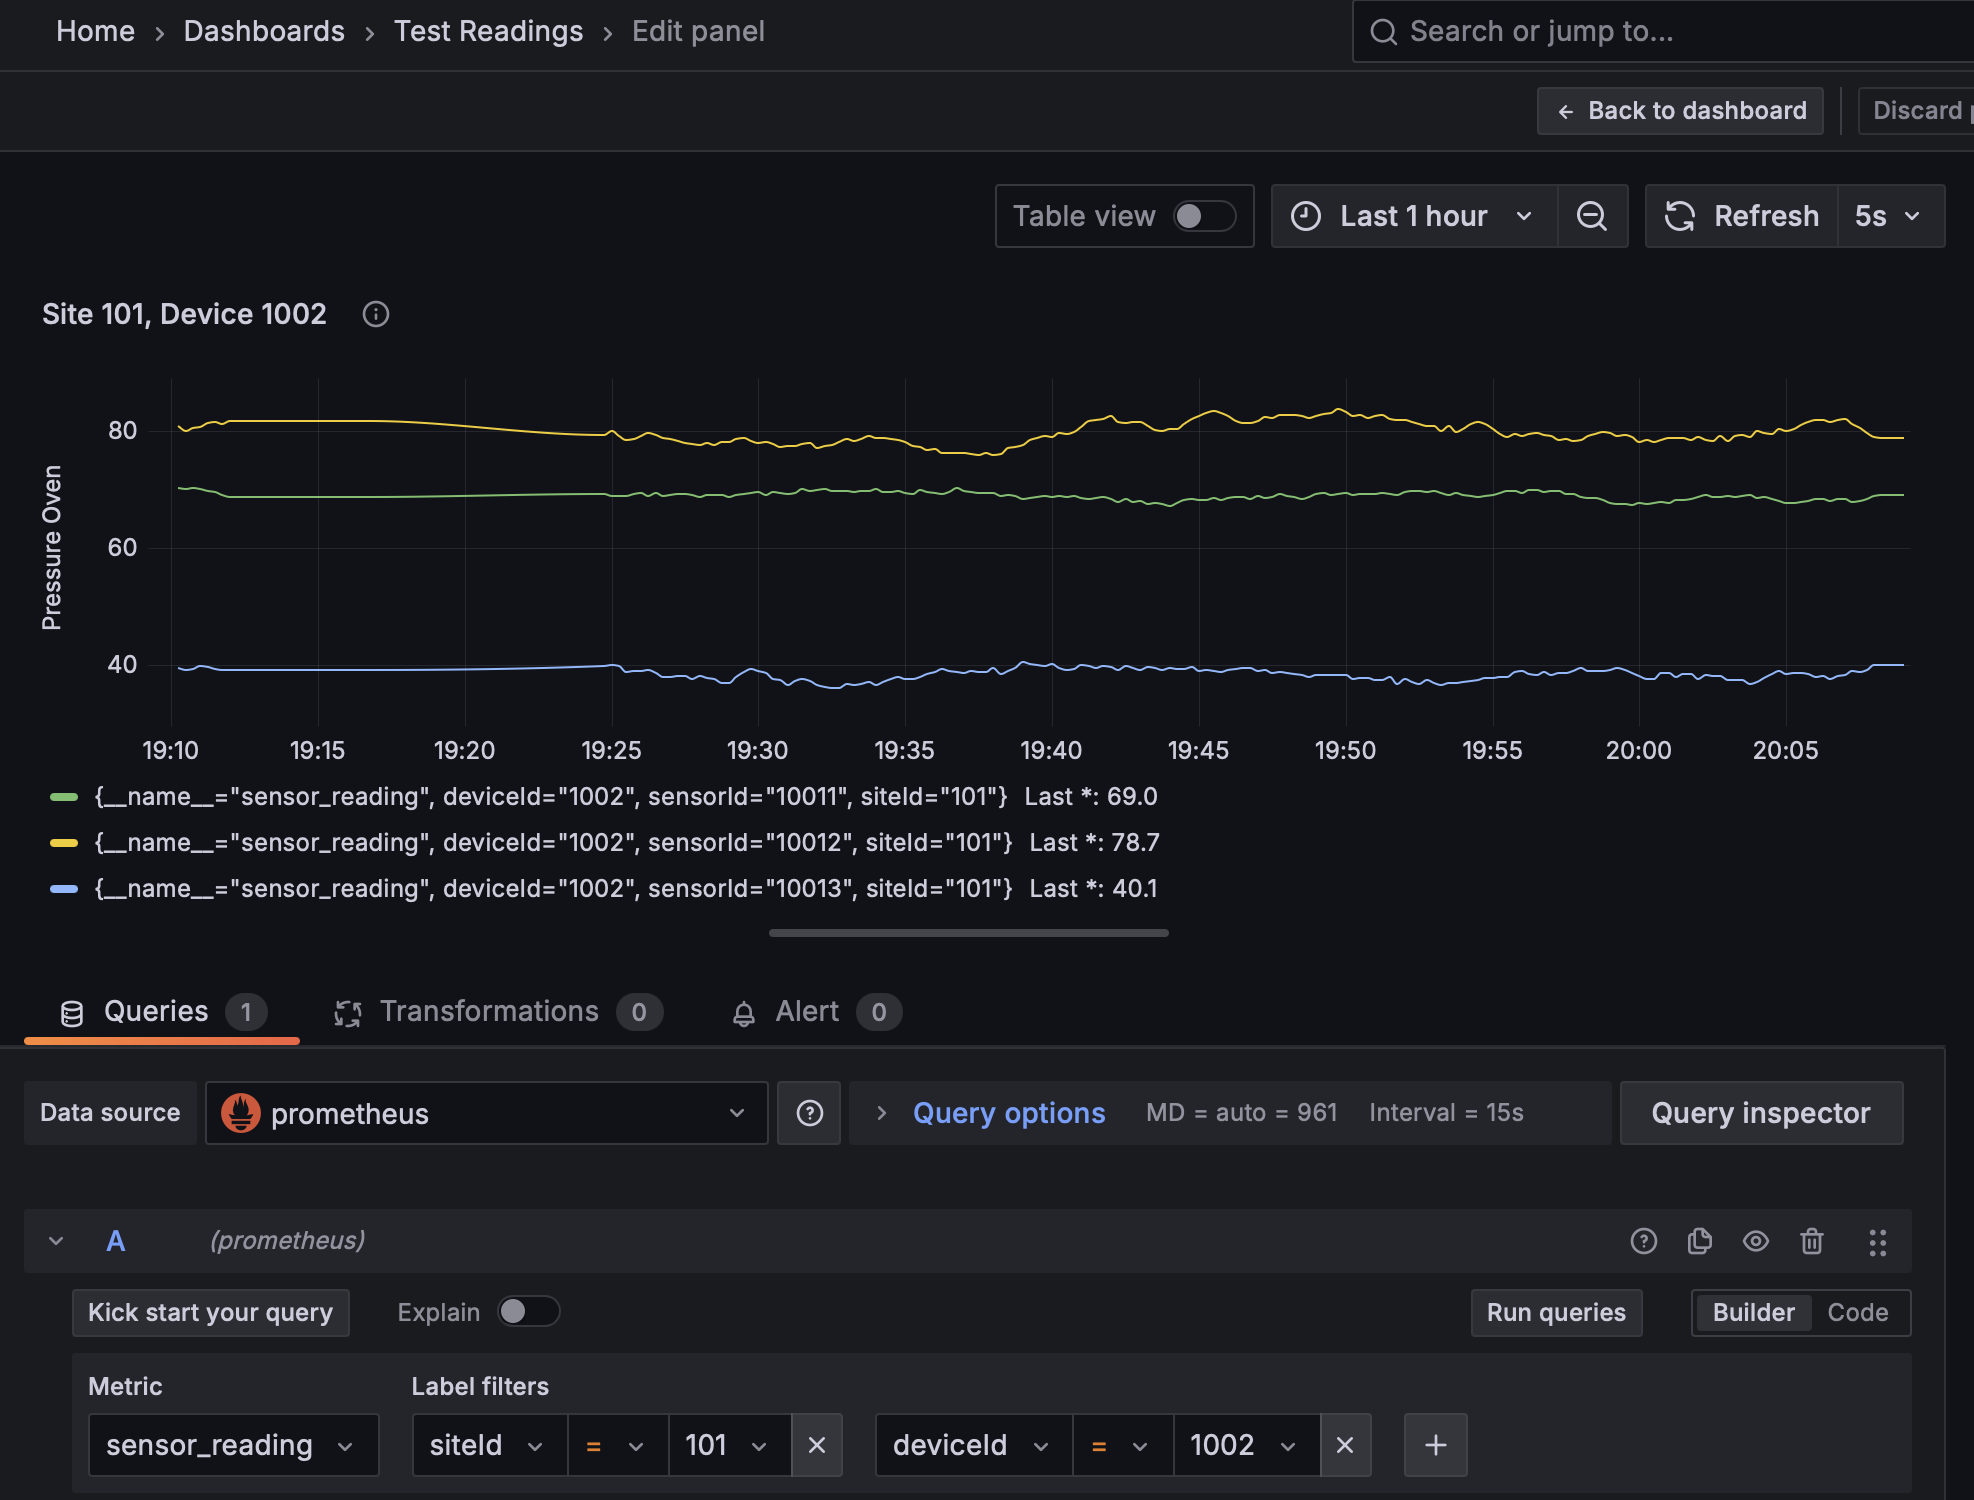 Home › Dashboards › Test Readings › Edit panel
Search or jump to...
← Back to dashboard
Discard
Table view
Last 1 hour
Refresh
5s
Site 101, Device 1002
Pressure Oven
80
60
40
19:10 19:15 19:20 19:25 19:30 19:35 19:40 19:45 19:50 19:55 20:00 20:05
{__name__="sensor_reading", deviceId="1002", sensorId="10011", siteId="101"} Last *: 69.0
{__name__="sensor_reading", deviceId="1002", sensorId="10012", siteId="101"} Last *: 78.7
{__name__="sensor_reading", deviceId="1002", sensorId="10013", siteId="101"} Last *: 40.1
Queries 1
Transformations 0
Alert 0
Data source
prometheus
Query options
MD = auto = 961
Interval = 15s
Query inspector
A
(prometheus)
Kick start your query
Explain
Run queries
Builder
Code
Metric
Label filters
sensor_reading
siteId = 101
deviceId = 1002